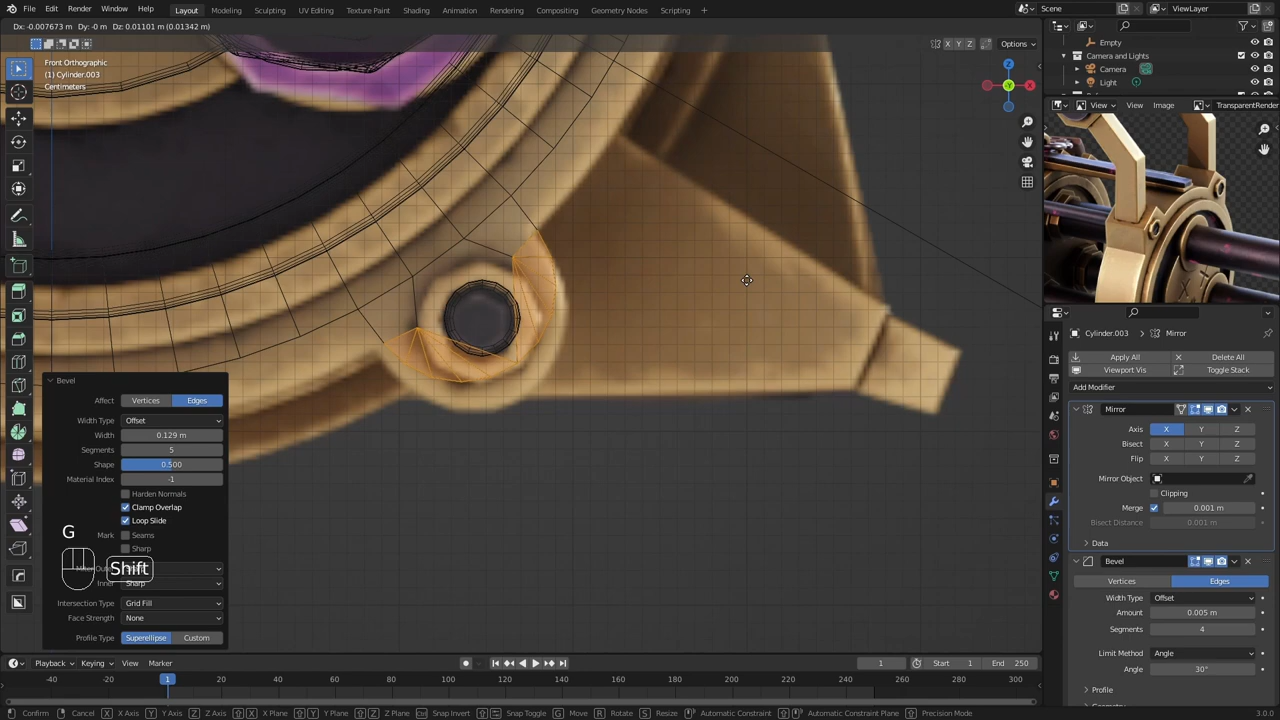 File Edit Render Window Help Layout Modeling Sculpting UV Editing Texture Paint Shading Animation Rendering Compositing Geometry Nodes Scripting + Scene ViewLayer
Dx: -0.007673 m Dy: -0 m Dz: 0.01101 m (0.01342 m)
X Y Z Options
Front Orthographic
(1) Cylinder.003
Centimeters
Empty
Camera and Lights
Camera
Light
View View Image TransparentRender
Cylinder.003 > Mirror
Apply All Delete All
Viewport Vis Toggle Stack
Add Modifier
Mirror
Axis X Y Z
Bisect X Y Z
Flip X Y Z
Mirror Object
Clipping
Merge 0.001 m
Bisect Distance 0.001 m
Data
Bevel
Vertices Edges
Width Type Offset
Amount 0.005 m
Segments 4
Limit Method Angle
Angle 30°
Profile
Bevel
Affect Vertices Edges
Width Type Offset
Width 0.129 m
Segments 5
Shape 0.500
Material Index -1
Harden Normals
Clamp Overlap
Loop Slide
Mark Seams
Sharp
Inner Sharp
Intersection Type Grid Fill
Face Strength None
Profile Type Superellipse Custom
G
Shift
Playback Keying View Marker 1 Start 1 End 250
-40 -20 1 20 40 60 80 100 120 140 160 180 200 220 240 260 280 300
Confirm Cancel X X Axis Y Y Axis Z Z Axis X X Plane Y Y Plane Z Z Plane Snap Invert Snap Toggle G Move R Rotate S Resize Automatic Constraint Automatic Constraint Plane Precision Mode 3.0.0